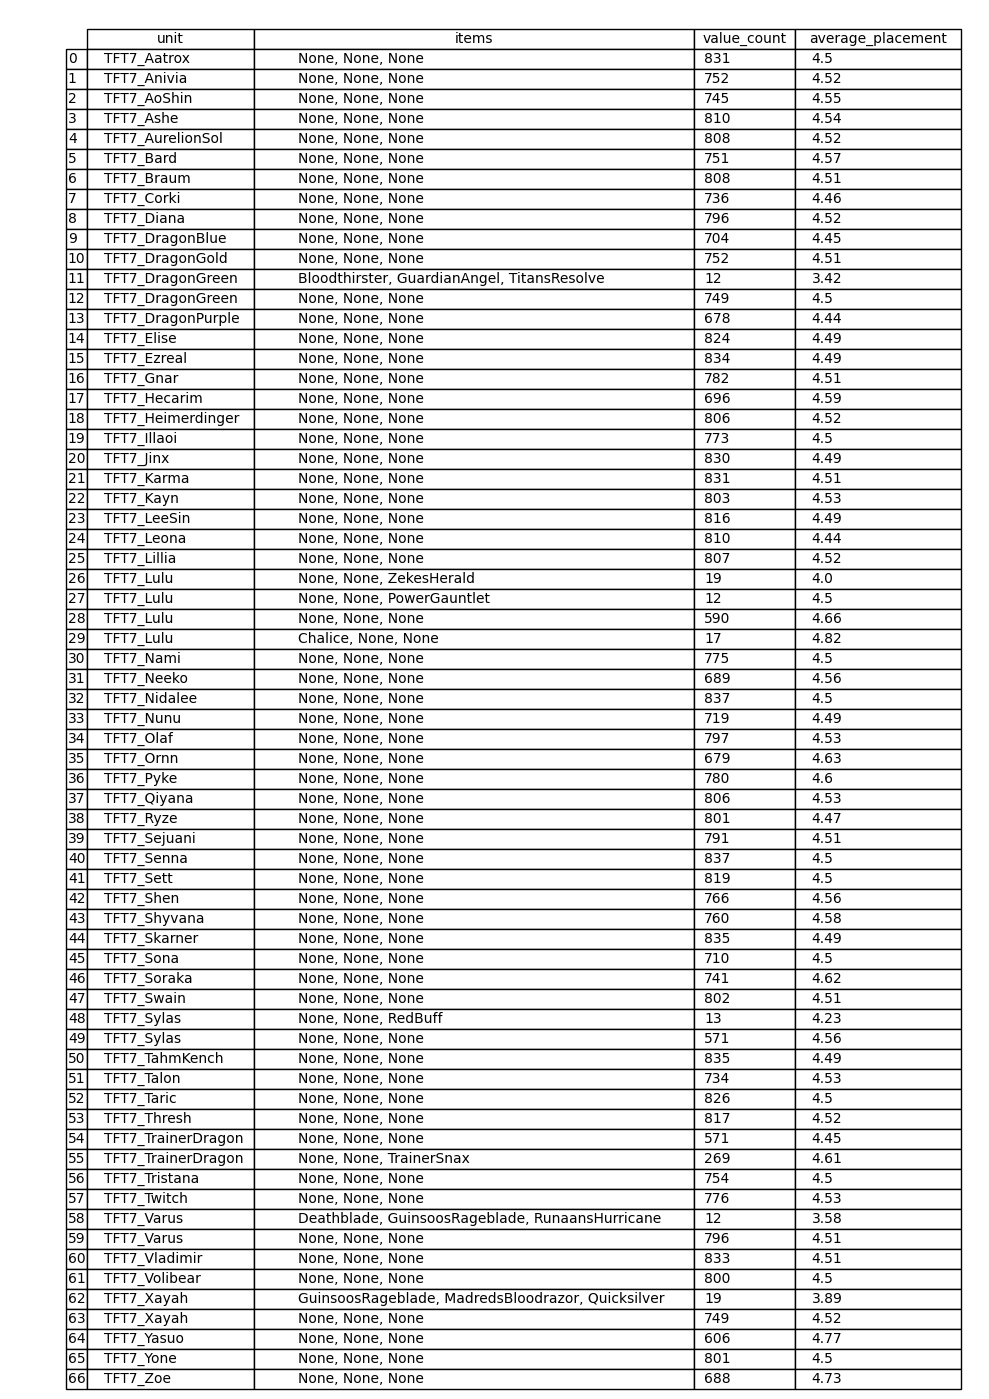 unit items value_count average_placement
0 TFT7_Aatrox None, None, None 831 4.5
1 TFT7_Anivia None, None, None 752 4.52
2 TFT7_AoShin None, None, None 745 4.55
3 TFT7_Ashe None, None, None 810 4.54
4 TFT7_AurelionSol None, None, None 808 4.52
5 TFT7_Bard None, None, None 751 4.57
6 TFT7_Braum None, None, None 808 4.51
7 TFT7_Corki None, None, None 736 4.46
8 TFT7_Diana None, None, None 796 4.52
9 TFT7_DragonBlue None, None, None 704 4.45
10 TFT7_DragonGold None, None, None 752 4.51
11 TFT7_DragonGreen Bloodthirster, GuardianAngel, TitansResolve 12 3.42
12 TFT7_DragonGreen None, None, None 749 4.5
13 TFT7_DragonPurple None, None, None 678 4.44
14 TFT7_Elise None, None, None 824 4.49
15 TFT7_Ezreal None, None, None 834 4.49
16 TFT7_Gnar None, None, None 782 4.51
17 TFT7_Hecarim None, None, None 696 4.59
18 TFT7_Heimerdinger None, None, None 806 4.52
19 TFT7_Illaoi None, None, None 773 4.5
20 TFT7_Jinx None, None, None 830 4.49
21 TFT7_Karma None, None, None 831 4.51
22 TFT7_Kayn None, None, None 803 4.53
23 TFT7_LeeSin None, None, None 816 4.49
24 TFT7_Leona None, None, None 810 4.44
25 TFT7_Lillia None, None, None 807 4.52
26 TFT7_Lulu None, None, ZekesHerald 19 4.0
27 TFT7_Lulu None, None, PowerGauntlet 12 4.5
28 TFT7_Lulu None, None, None 590 4.66
29 TFT7_Lulu Chalice, None, None 17 4.82
30 TFT7_Nami None, None, None 775 4.5
31 TFT7_Neeko None, None, None 689 4.56
32 TFT7_Nidalee None, None, None 837 4.5
33 TFT7_Nunu None, None, None 719 4.49
34 TFT7_Olaf None, None, None 797 4.53
35 TFT7_Ornn None, None, None 679 4.63
36 TFT7_Pyke None, None, None 780 4.6
37 TFT7_Qiyana None, None, None 806 4.53
38 TFT7_Ryze None, None, None 801 4.47
39 TFT7_Sejuani None, None, None 791 4.51
40 TFT7_Senna None, None, None 837 4.5
41 TFT7_Sett None, None, None 819 4.5
42 TFT7_Shen None, None, None 766 4.56
43 TFT7_Shyvana None, None, None 760 4.58
44 TFT7_Skarner None, None, None 835 4.49
45 TFT7_Sona None, None, None 710 4.5
46 TFT7_Soraka None, None, None 741 4.62
47 TFT7_Swain None, None, None 802 4.51
48 TFT7_Sylas None, None, RedBuff 13 4.23
49 TFT7_Sylas None, None, None 571 4.56
50 TFT7_TahmKench None, None, None 835 4.49
51 TFT7_Talon None, None, None 734 4.53
52 TFT7_Taric None, None, None 826 4.5
53 TFT7_Thresh None, None, None 817 4.52
54 TFT7_TrainerDragon None, None, None 571 4.45
55 TFT7_TrainerDragon None, None, TrainerSnax 269 4.61
56 TFT7_Tristana None, None, None 754 4.5
57 TFT7_Twitch None, None, None 776 4.53
58 TFT7_Varus Deathblade, GuinsoosRageblade, RunaansHurricane 12 3.58
59 TFT7_Varus None, None, None 796 4.51
60 TFT7_Vladimir None, None, None 833 4.51
61 TFT7_Volibear None, None, None 800 4.5
62 TFT7_Xayah GuinsoosRageblade, MadredsBloodrazor, Quicksilver 19 3.89
63 TFT7_Xayah None, None, None 749 4.52
64 TFT7_Yasuo None, None, None 606 4.77
65 TFT7_Yone None, None, None 801 4.5
66 TFT7_Zoe None, None, None 688 4.73